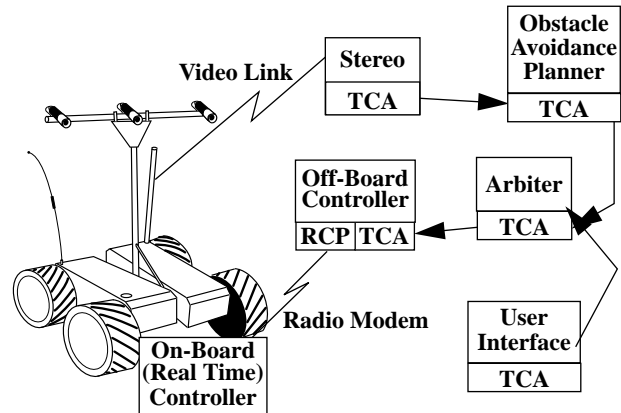 Video Link
Stereo
TCA
Obstacle
Avoidance
Planner
TCA
Off-Board
Controller
RCP TCA
Arbiter
TCA
Radio Modem
User
Interface
TCA
On-Board
(Real Time)
Controller